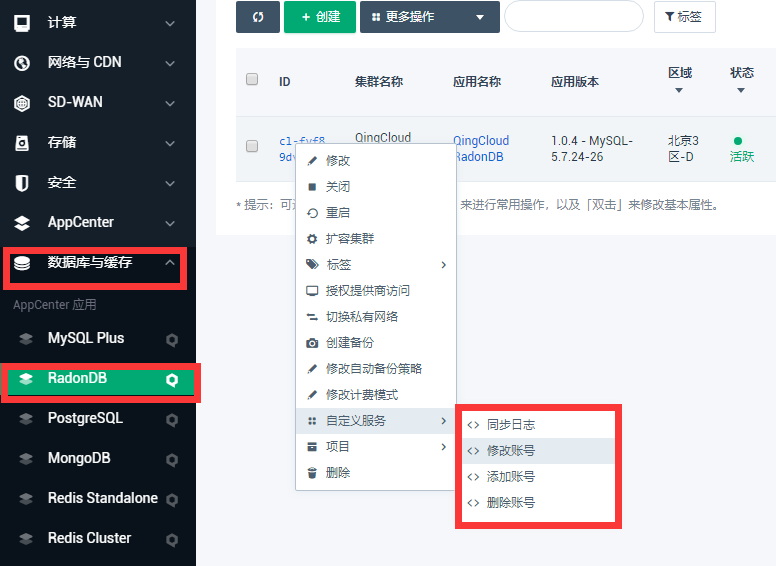 计算
网络与 CDN
SD-WAN
存储
安全
AppCenter
数据库与缓存
AppCenter 应用
MySQL Plus
RadonDB
PostgreSQL
MongoDB
Redis Standalone
Redis Cluster
+ 创建
更多操作
标签
ID
集群名称
应用名称
应用版本
区域
状态
QingCloud
QingCloud
RadonDB
1.0.4 - MySQL-
5.7.24-26
北京3
区-D
活跃
* 提示：
来进行常用操作，以及「双击」来修改基本属性。
修改
关闭
重启
扩容集群
标签
授权提供商访问
切换私有网络
创建备份
修改自动备份策略
修改计费模式
自定义服务
项目
删除
同步日志
修改账号
添加账号
删除账号